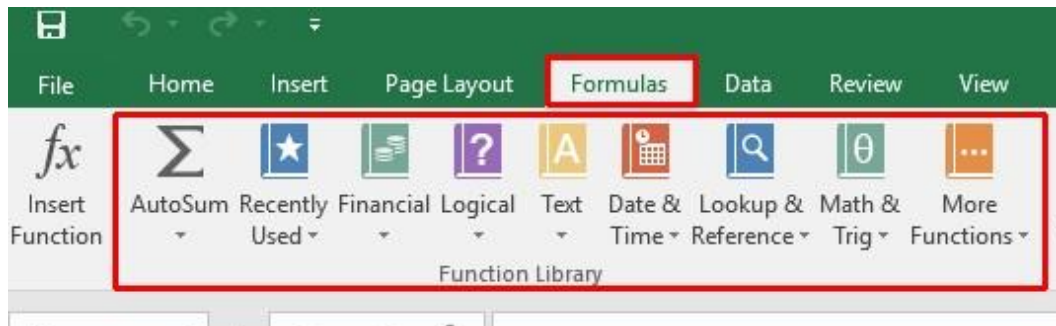 File Home Insert Page Layout Formulas Data Review View
fx Σ ? A θ
Insert AutoSum Recently Financial Logical Text Date & Lookup & Math & More
Function Used Time Reference Trig Functions
Function Library